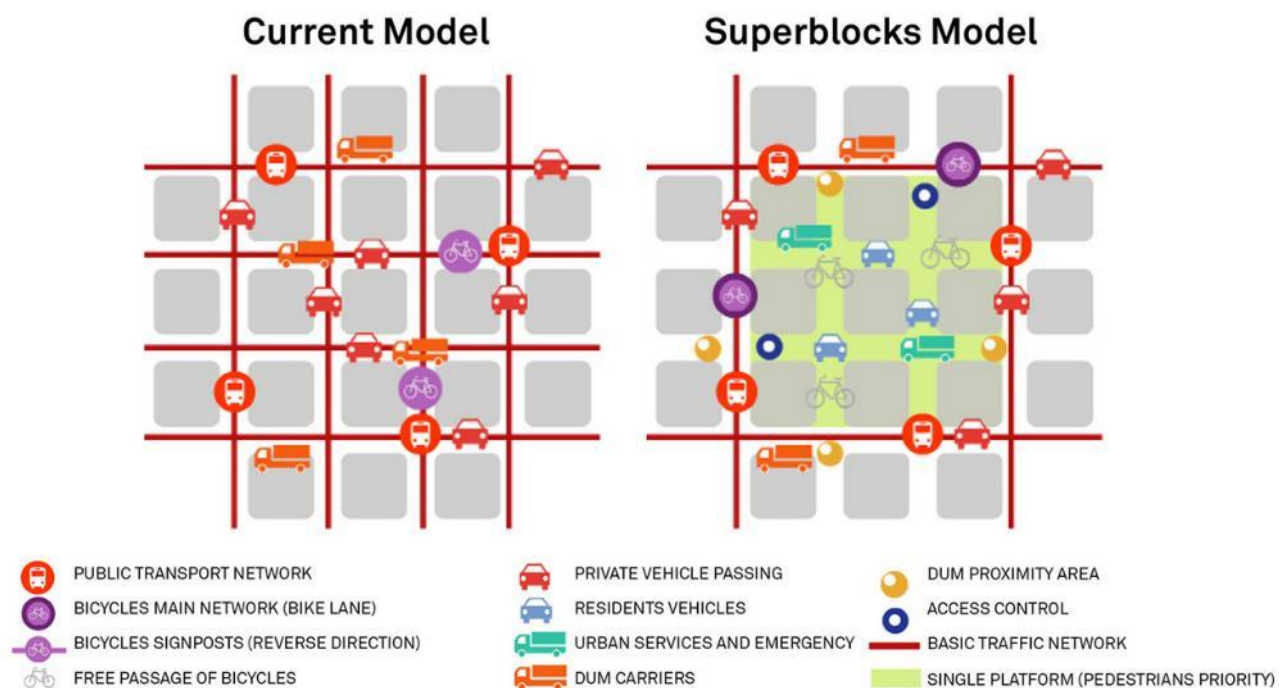 Current Model
Superblocks Model
PUBLIC TRANSPORT NETWORK
BICYCLES MAIN NETWORK (BIKE LANE)
BICYCLES SIGNPOSTS (REVERSE DIRECTION)
FREE PASSAGE OF BICYCLES
PRIVATE VEHICLE PASSING
RESIDENTS VEHICLES
URBAN SERVICES AND EMERGENCY
DUM CARRIERS
DUM PROXIMITY AREA
ACCESS CONTROL
BASIC TRAFFIC NETWORK
SINGLE PLATFORM (PEDESTRIANS PRIORITY)